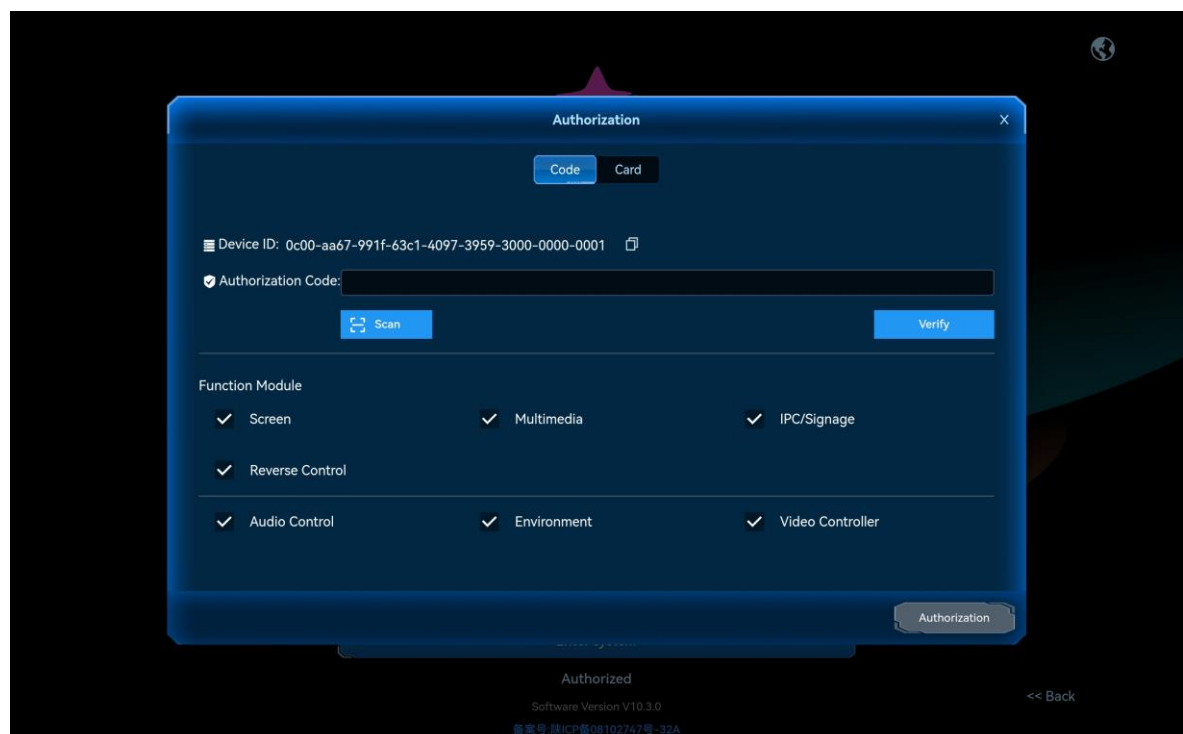 Authorization X
Code Card
Device ID: 0c00-aa67-991f-63c1-4097-3959-3000-0000-0001
Authorization Code:
Scan Verify
Function Module
Screen Multimedia IPC/Signage
Reverse Control
Audio Control Environment Video Controller
Authorization
Authorized
<< Back
Software Version V10.3.0
备案号:陕ICP备08102747号-32A